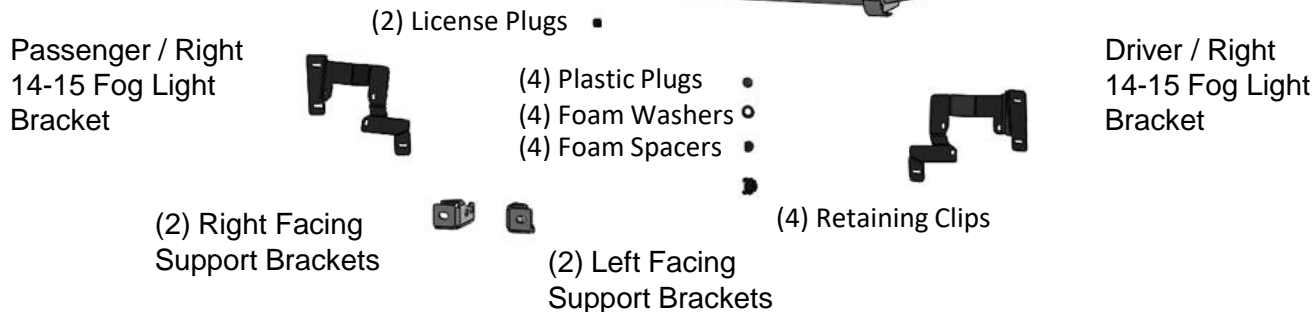 (2) License Plugs
Passenger / Right
14-15 Fog Light
Bracket
(4) Plastic Plugs
(4) Foam Washers
(4) Foam Spacers
Driver / Right
14-15 Fog Light
Bracket
(4) Retaining Clips
(2) Right Facing
Support Brackets
(2) Left Facing
Support Brackets